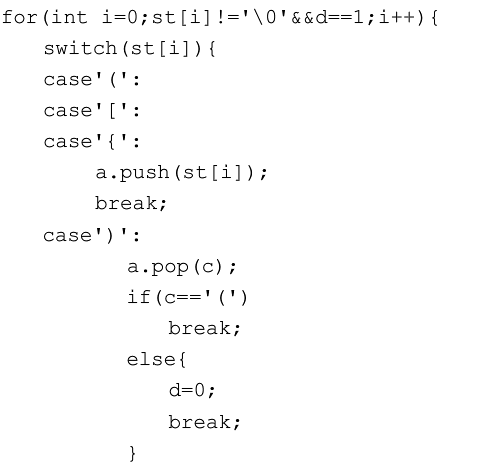 for(int i=0;st[i]!='\0'&&d==1;i++){
switch(st[i]){
case'(':
case'[':
case'{':
a.push(st[i]);
break;
case')':
a.pop(c);
if(c=='(')
break;
else{
d=0;
break;
}